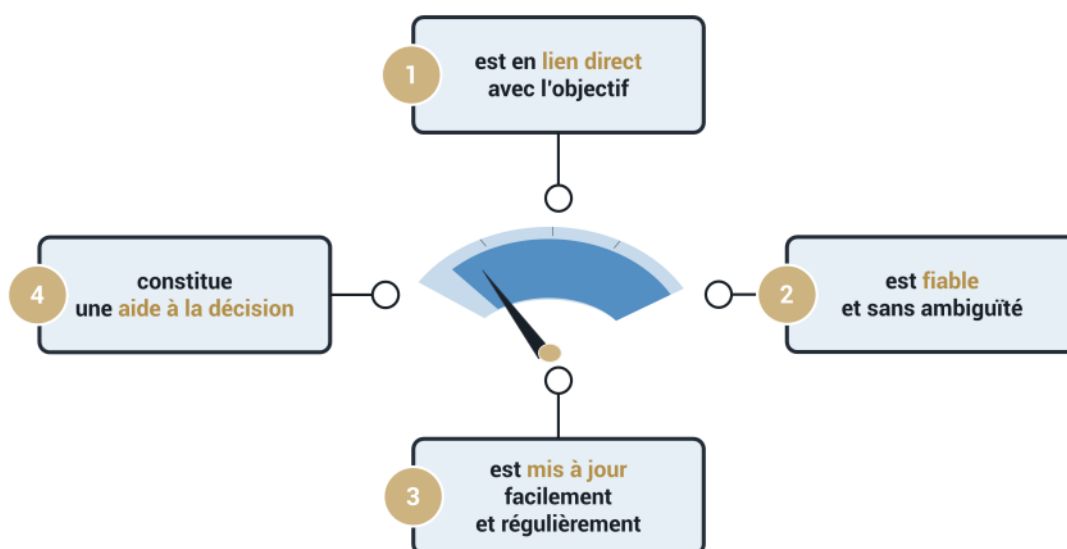 1
est en lien direct
avec l'objectif
2
est fiable
et sans ambiguïté
3
est mis à jour
facilement
et régulièrement
4
constitue
une aide à la décision